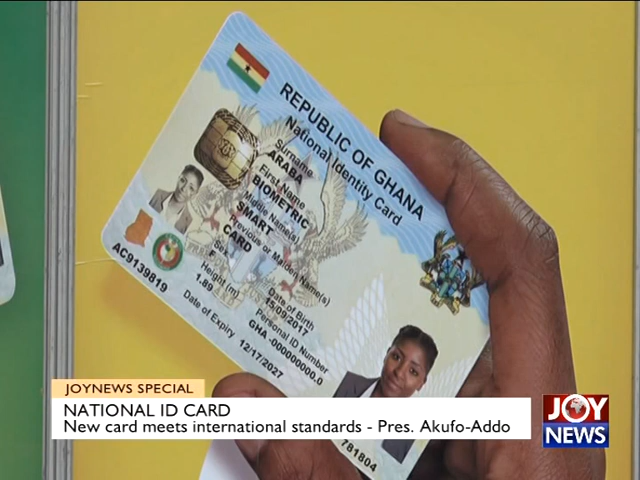 REPUBLIC OF GHANA
National Identity Card
Surname
ARABA
First Name
BIOMETRIC
Middle Name(s)
SMART
Previous or Maiden Name(s)
CARD
Sex
F
Date of Birth
15/09/2017
Height (m)
1.89
Personal ID Number
GHA -000000000.0
AC9139819
Date of Expiry
12/17/2027
781804
JOYNEWS SPECIAL
NATIONAL ID CARD
New card meets international standards - Pres. Akufo-Addo
JOY
NEWS